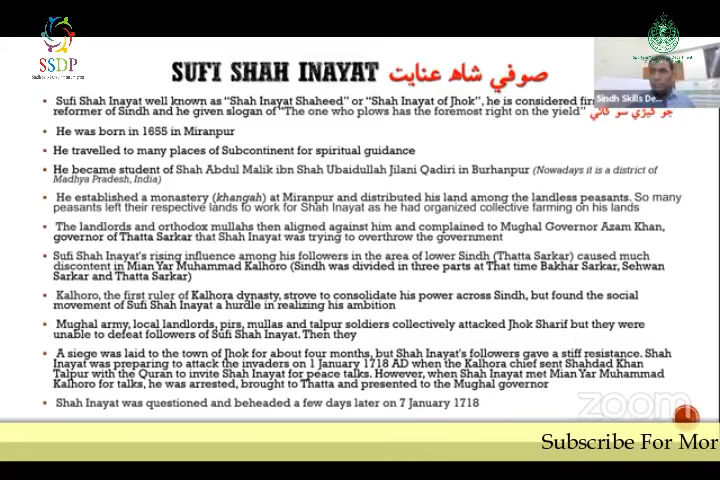 SSDP
SUFI SHAH INAYAT صوفي شاهہ عنايت
Sindh Skills De...
• Sufi Shah Inayat well known as "Shah Inayat Shaheed" or "Shah Inayat of Jhok", he is considered
reformer of Sindh and he given slogan of "The one who plows has the foremost right on the yield" جو کيڙي سو کائي
• He was born in 1655 in Miranpur
• He travelled to many places of Subcontinent for spiritual guidance
• He became student of Shah Abdul Malik ibn Shah Ubaidullah Jilani Qadiri in Burhanpur (Nowadays it is a district of
Madhya Pradesh, India)
• He established a monastery (khangah) at Miranpur and distributed his land among the landless peasants. So many
peasants left their respective lands to work for Shah Inayat as he had organized collective farming on his lands
• The landlords and orthodox mullahs then aligned against him and complained to Mughal Governor Azam Khan,
governor of Thatta Sarkar that Shah Inayat was trying to overthrow the government
• Sufi Shah Inayat's rising influence among his followers in the area of lower Sindh (Thatta Sarkar) caused much
discontent in Mian Yar Muhammad Kalhoro (Sindh was divided in three parts at That time Bakhar Sarkar, Sehwan
Sarkar and Thatta Sarkar)
• Kalhoro, the first ruler of Kalhora dynasty, strove to consolidate his power across Sindh, but found the social
movement of Sufi Shah Inayat a hurdle in realizing his ambition
• Mughal army, local landlords, pirs, mullas and talpur soldiers collectively attacked Jhok Sharif but they were
unable to defeat followers of Sufi Shah Inayat. Then they
• A siege was laid to the town of Jhok for about four months, but Shah Inayat's followers gave a stiff resistance. Shah
Inayat was preparing to attack the invaders on 1 January 1718 AD when the Kalhora chief sent Shahdad Khan
Talpur with the Quran to invite Shah Inayat for peace talks. However, when Shah Inayat met Mian Yar Muhammad
Kalhoro for talks, he was arrested, brought to Thatta and presented to the Mughal governor
• Shah Inayat was questioned and beheaded a few days later on 7 January 1718
zoom
Subscribe For Mor